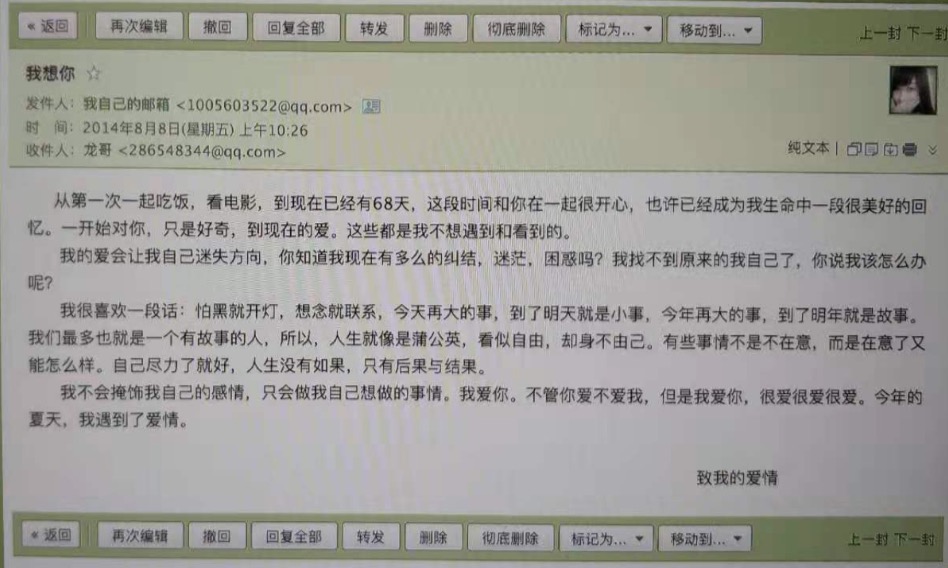 « 返回 再次编辑 撤回 回复全部 转发 删除 彻底删除 标记为... 移动到... 上一封 下一封
我想你
发件人：我自己的邮箱 <1005603522@qq.com>
时　间：2014年8月8日(星期五) 上午10:26
收件人：龙哥 <286548344@qq.com>
纯文本 |
从第一次一起吃饭，看电影，到现在已经有68天，这段时间和你在一起很开心，也许已经成为我生命中一段很美好的回
忆。一开始对你，只是好奇，到现在的爱。这些都是我不想遇到和看到的。
我的爱会让我自己迷失方向，你知道我现在有多么的纠结，迷茫，困惑吗？我找不到原来的我自己了，你说我该怎么办
呢？
我很喜欢一段话：怕黑就开灯，想念就联系，今天再大的事，到了明天就是小事，今年再大的事，到了明年就是故事。
我们最多也就是一个有故事的人，所以，人生就像是蒲公英，看似自由，却身不由己。有些事情不是不在意，而是在意了又
能怎么样。自己尽力了就好，人生没有如果，只有后果与结果。
我不会掩饰我自己的感情，只会做我自己想做的事情。我爱你。不管你爱不爱我，但是我爱你，很爱很爱很爱。今年的
夏天，我遇到了爱情。
致我的爱情
« 返回 再次编辑 撤回 回复全部 转发 删除 彻底删除 标记为... 移动到... 上一封 下一封